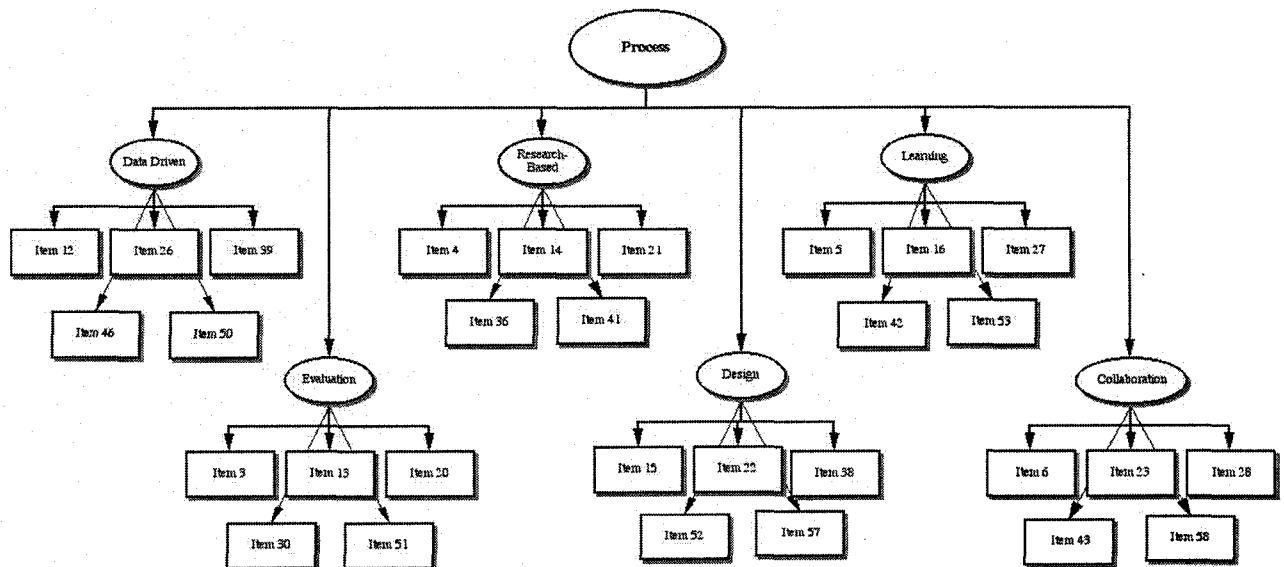 Process
Data Driven
Research-
Based
Learning
Item 12
Item 26
Item 39
Item 4
Item 14
Item 21
Item 5
Item 16
Item 27
Item 46
Item 50
Item 36
Item 41
Item 42
Item 53
Evaluation
Design
Collaboration
Item 3
Item 13
Item 20
Item 15
Item 22
Item 38
Item 6
Item 23
Item 28
Item 30
Item 51
Item 52
Item 57
Item 43
Item 58